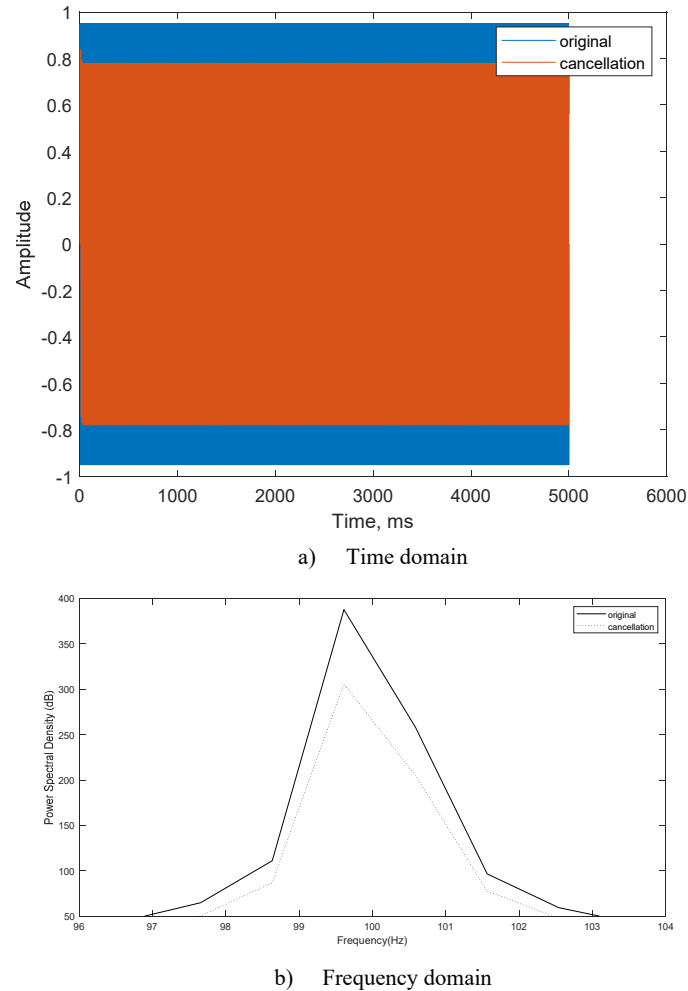 1
0.8
0.6
0.4
0.2
0
-0.2
-0.4
-0.6
-0.8
-1
Amplitude
original
cancellation
0 1000 2000 3000 4000 5000 6000
Time, ms
a) Time domain
400
350
300
250
200
150
100
50
Power Spectral Density (dB)
original
cancellation
96 97 98 99 100 101 102 103 104
Frequency(Hz)
b) Frequency domain